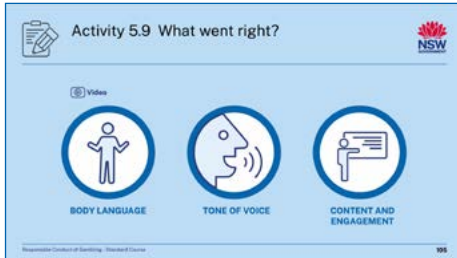 Activity 5.9 What went right?
NSW
GOVERNMENT
Video
BODY LANGUAGE
TONE OF VOICE
CONTENT AND
ENGAGEMENT
Responsible Conduct of Gambling - Standard Course
105